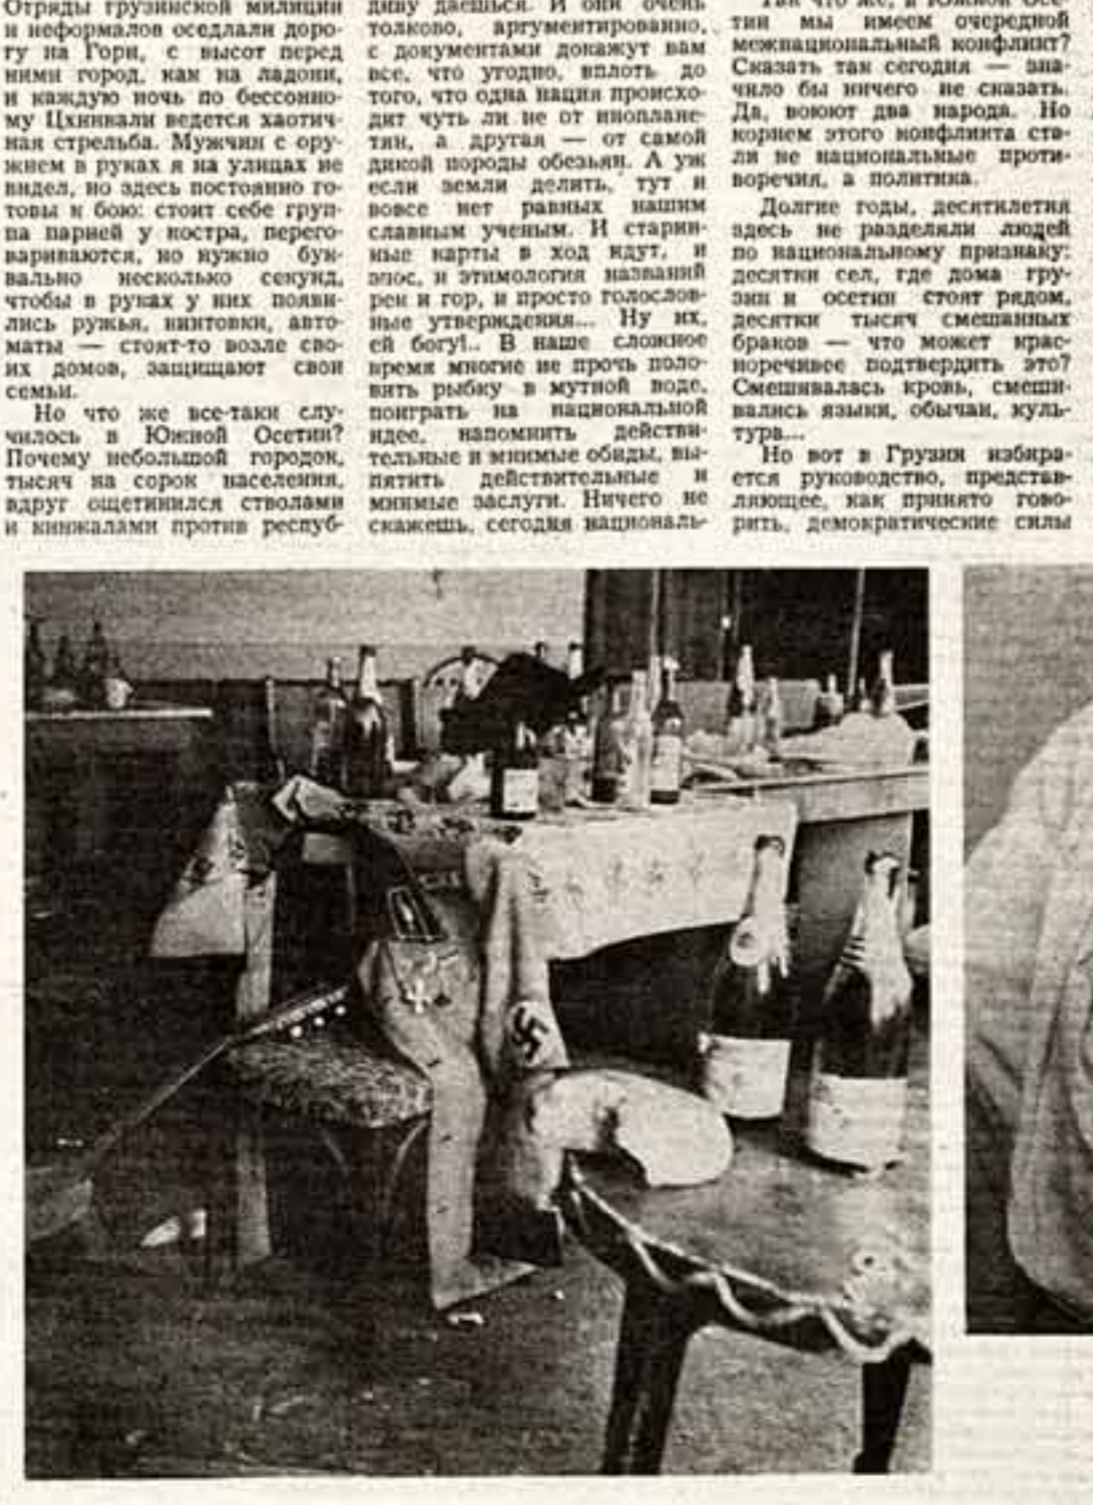 Отряды грузинской милиции
и неформалов оседлали доро-
гу на Гори, с высот перед
ними город, как на ладони,
и каждую ночь по бессонно-
му Цхинвали ведется хаотич-
ная стрельба. Мужчин с ору-
жием в руках я на улицах не
видел, но здесь постоянно го-
товы к бою: стоит себе груп-
па парней у костра, перего-
вариваются, но нужно бук-
вально несколько секунд,
чтобы в руках у них появи-
лись ружья, винтовки, авто-
маты — стоят-то возле сво-
их домов, защищают свои
семьи.
Но что же все-таки слу-
чилось в Южной Осетии?
Почему небольшой городок,
тысяч на сорок населения,
вдруг ощетинился стволами
и кинжалами против респуб-
диву даешься. И они очень
толково, аргументированно,
с документами докажут вам
все, что угодно, вплоть до
того, что одна нация происхо-
дит чуть ли не от инопланe-
тян, а другая — от самой
дикой породы обезьян. А уж
если земли делить, тут и
вовсе нет равных нашим
славным ученым. И старин-
ные карты в ход идут, и
эпос, и этимология названий
рек и гор, и просто голослов-
ные утверждения... Ну их,
ей богу!.. В наше сложное
время многие не прочь поло-
вить рыбку в мутной воде,
поиграть на национальной
идее, напомнить действи-
тельные и мнимые обиды, вы-
пятить действительные и
мнимые заслуги. Ничего не
скажешь, сегодня националь-
Так что же, в Южной Осе-
тии мы имеем очередной
межнациональный конфликт?
Сказать так сегодня — зна-
чило бы ничего не сказать.
Да, воюют два народа. Но
корнем этого конфликта ста-
ли не национальные проти-
воречия, а политика.
Долгие годы, десятилетия
здесь не разделяли людей
по национальному признаку:
десятки сел, где дома гру-
зин и осетин стоят рядом,
десятки тысяч смешанных
браков — что может крас-
норечивее подтвердить это?
Смешивалась кровь, смеши-
вались языки, обычаи, куль-
тура...
Но вот в Грузии избира-
ется руководство, представ-
ляющее, как принято гово-
рить, демократические силы